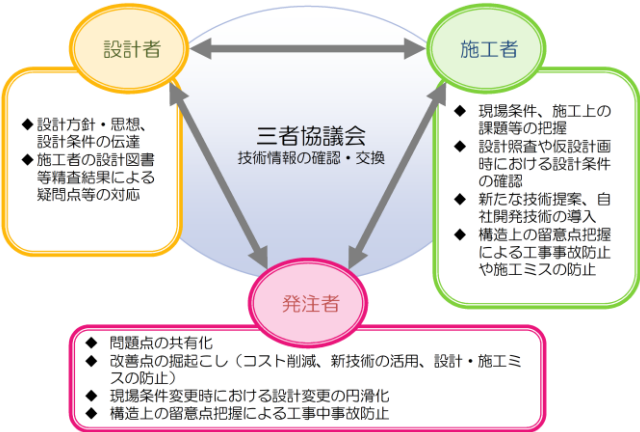 設計者
施工者
三者協議会
技術情報の確認・交換
◆設計方針・思想、
設計条件の伝達
◆施工者の設計図書
等精査結果による
疑問点等の対応
◆ 現場条件、施工上の
課題等の把握
◆ 設計照査や仮設計画
時における設計条件
の確認
◆ 新たな技術提案、自
社開発技術の導入
◆ 構造上の留意点把握
による工事事故防止
や施工ミスの防止
発注者
◆ 問題点の共有化
◆ 改善点の掘起こし（コスト削減、新技術の活用、設計・施工ミ
スの防止）
◆ 現場条件変更時における設計変更の円滑化
◆ 構造上の留意点把握による工事中事故防止